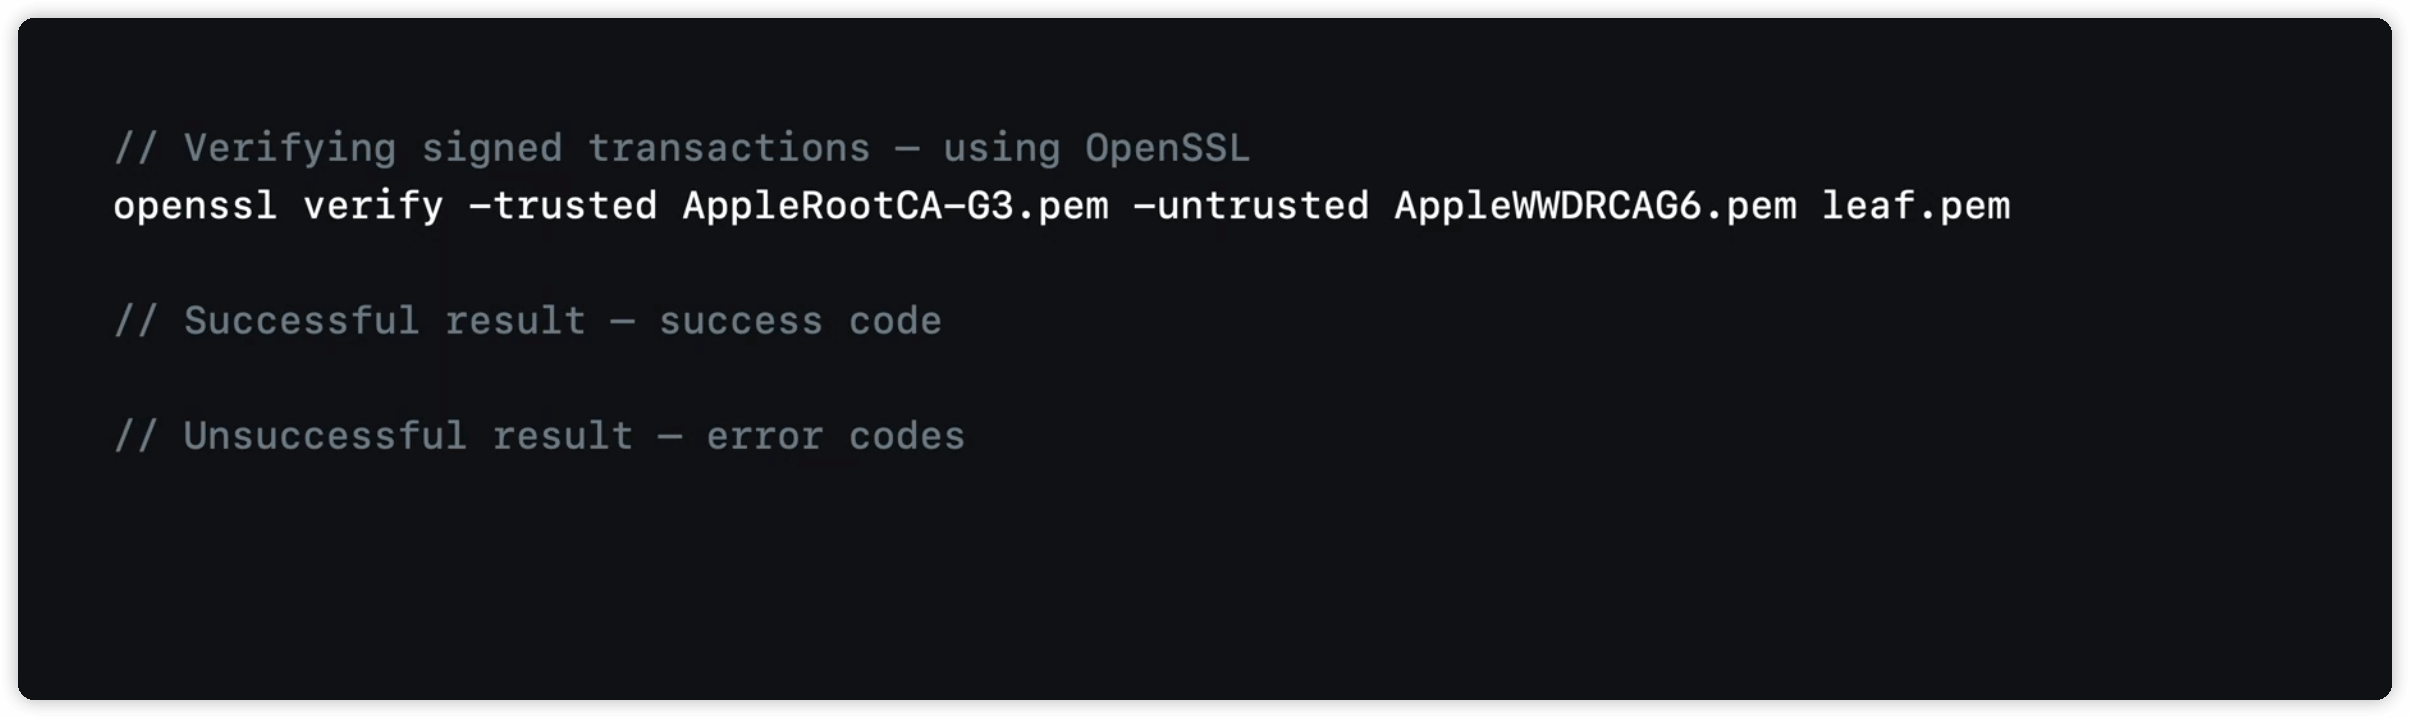 // Verifying signed transactions — using OpenSSL
openssl verify -trusted AppleRootCA-G3.pem -untrusted AppleWWDRCAG6.pem leaf.pem
// Successful result — success code
// Unsuccessful result — error codes